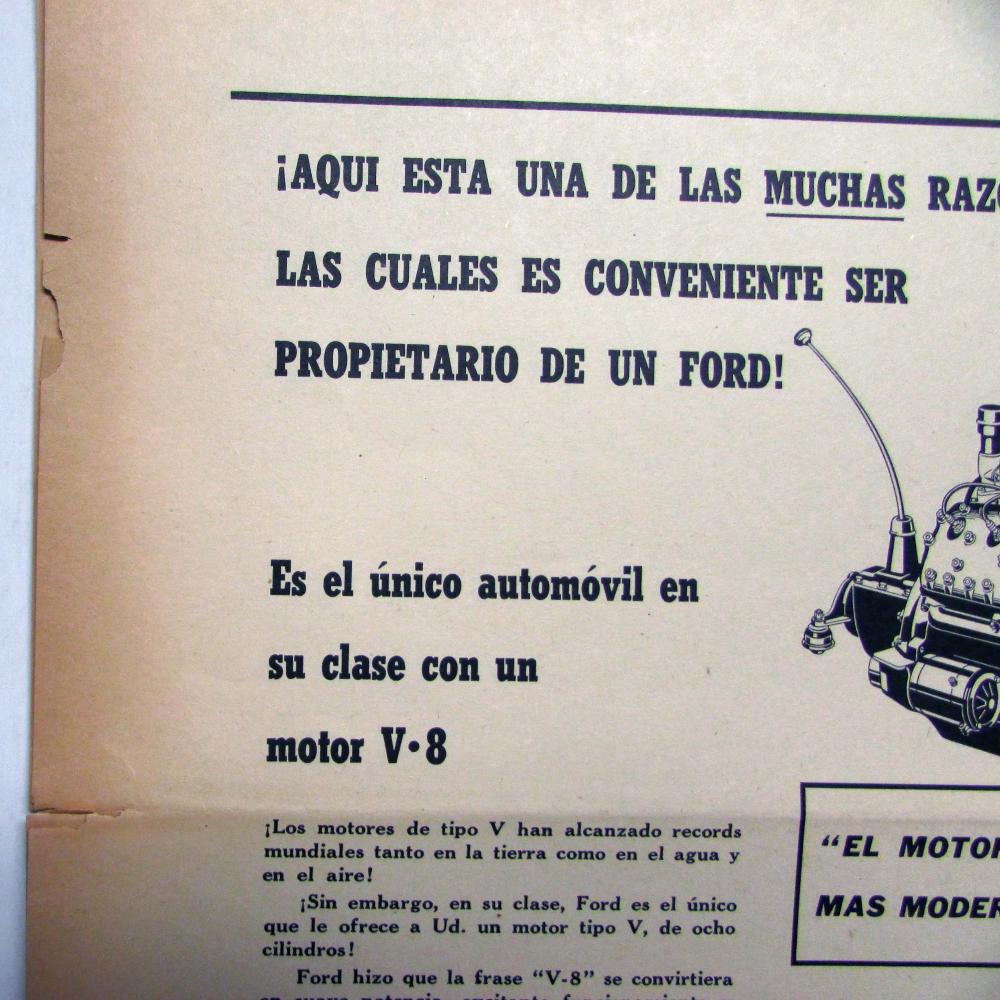 ¡AQUI ESTA UNA DE LAS MUCHAS
LAS CUALES ES CONVENIENTE SER
PROPIETARIO DE UN FORD!
Es el único automóvil en
su clase con un
motor V•8
¡Los motores de tipo V han alcanzado records
mundiales tanto en la tierra como en el agua y
en el aire!
¡Sin embargo, en su clase, Ford es el único
que le ofrece a Ud. un motor tipo V, de ocho
cilindros!
Ford hizo que la frase “V-8” se convirtiera
“EL MOTOR
MAS